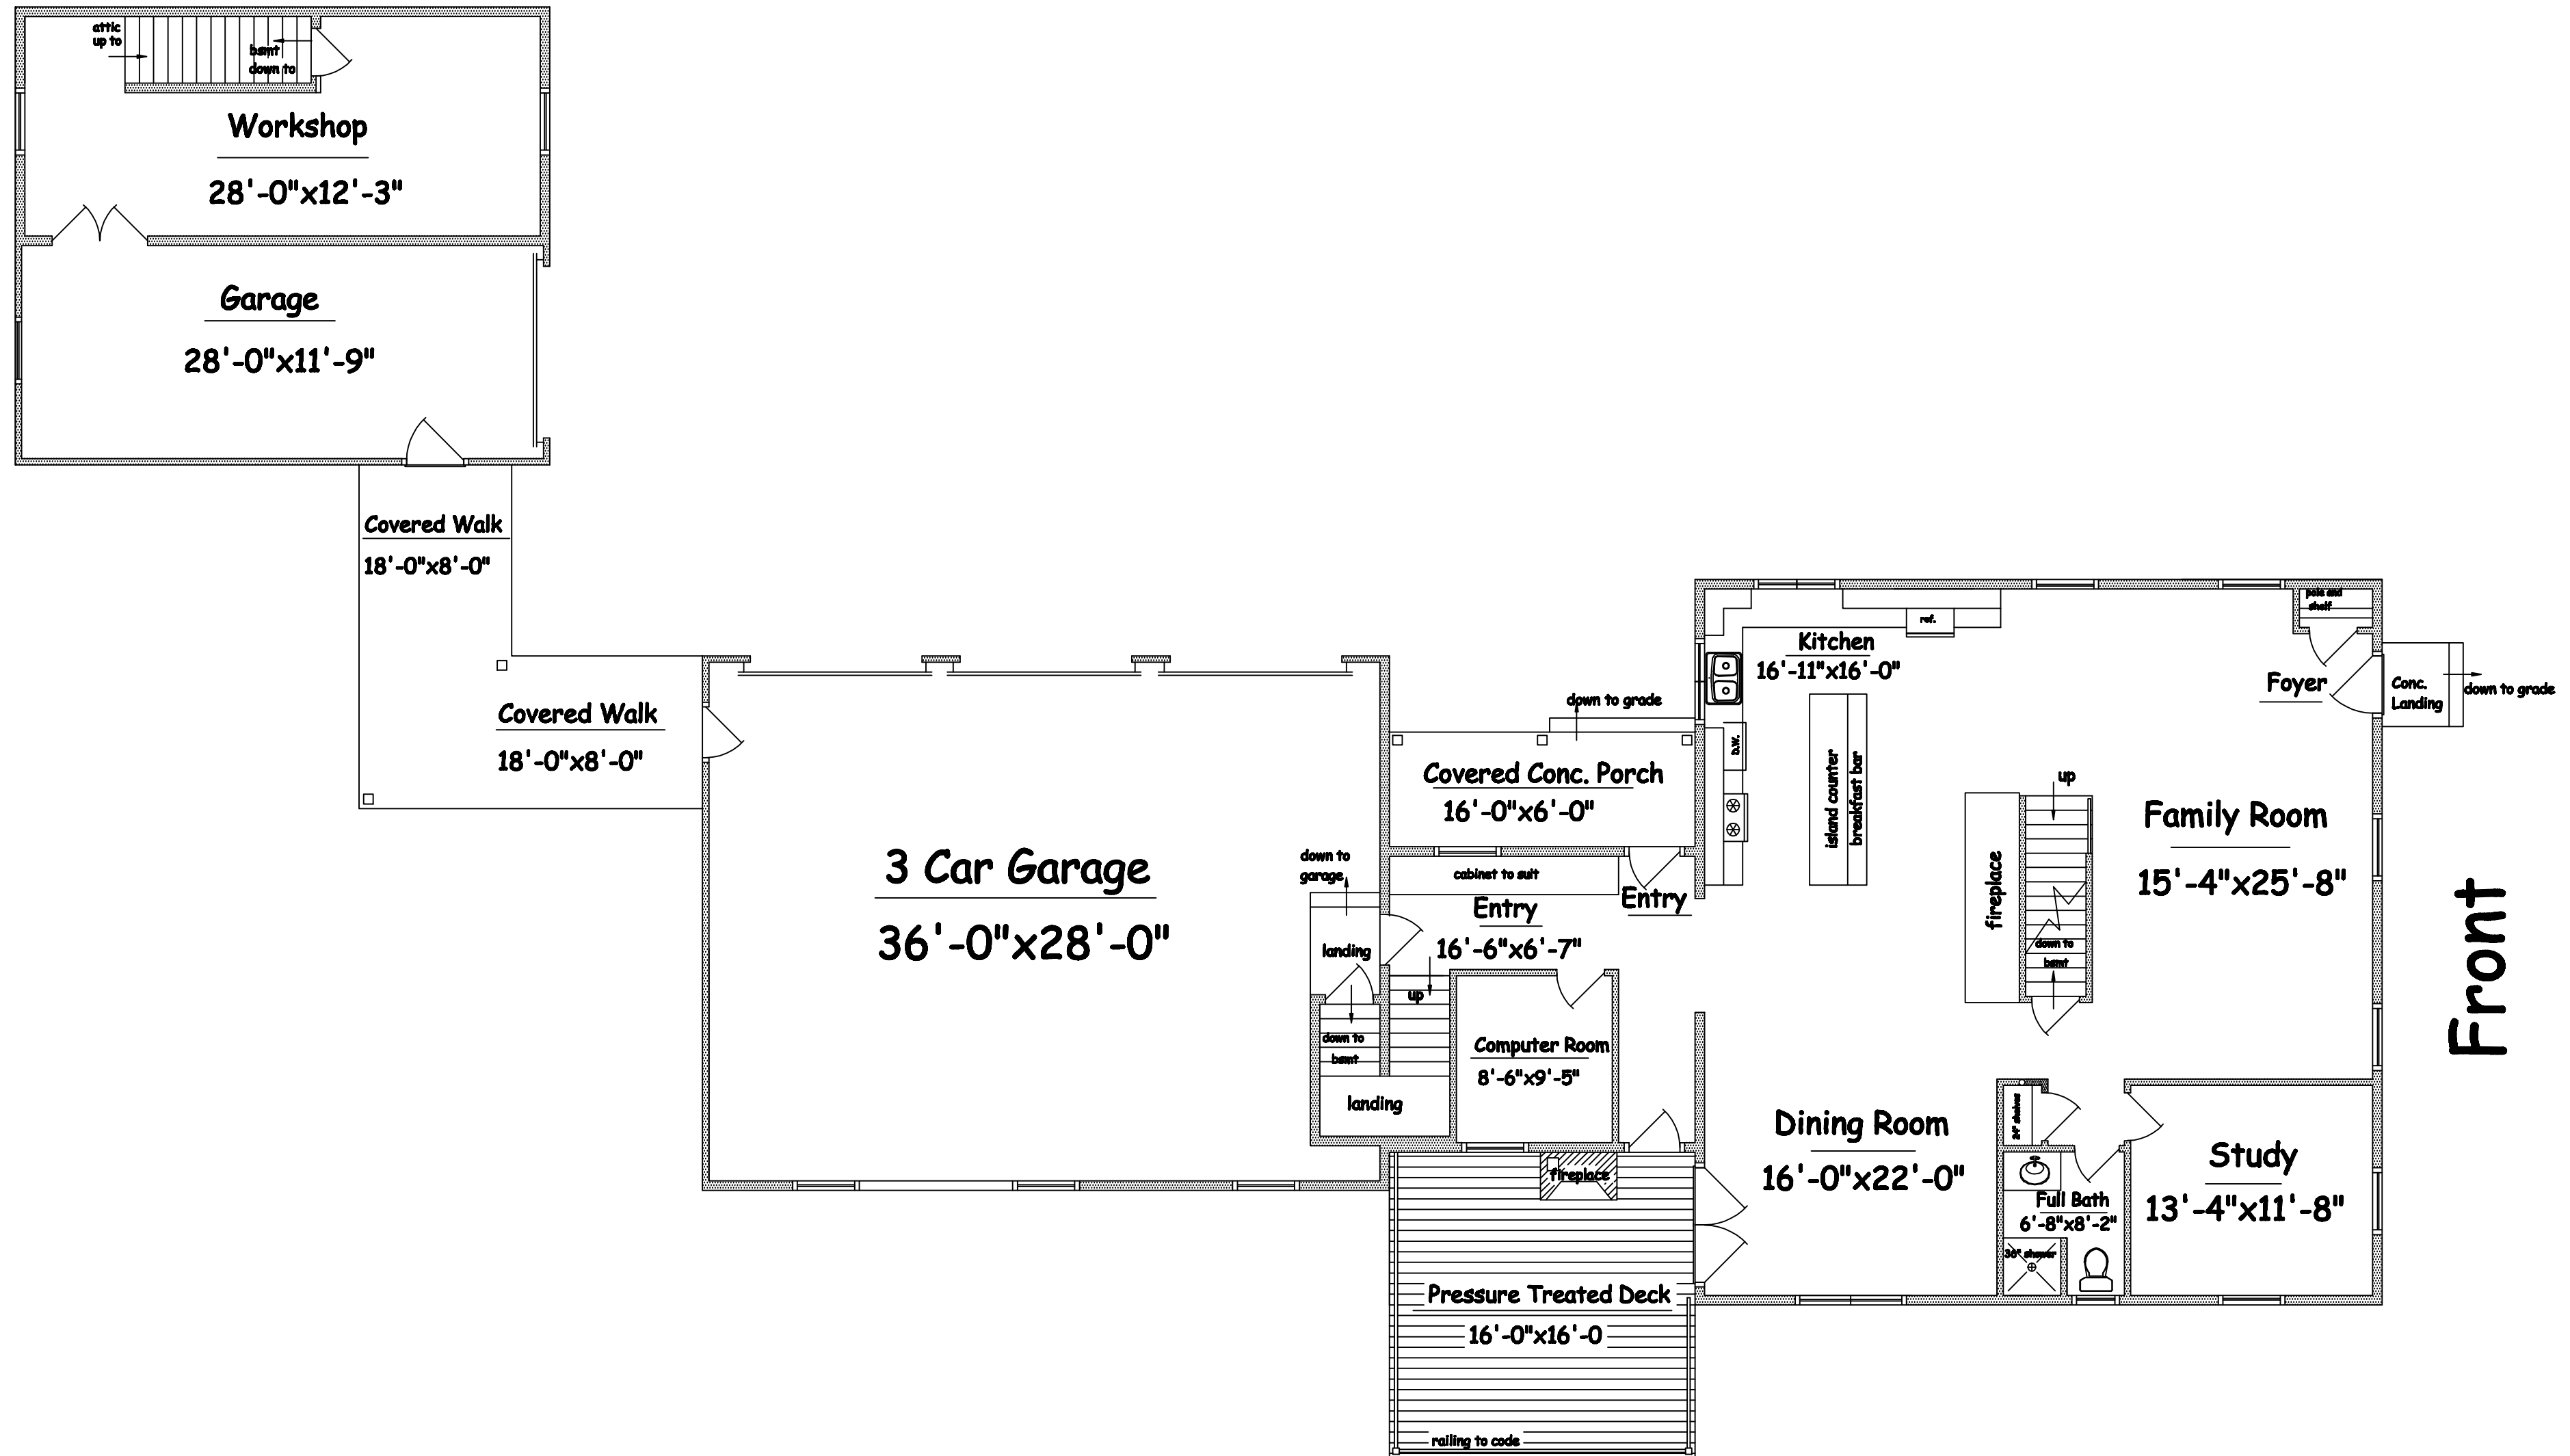 attic
up to
bsmt
down to
Workshop
28'-0"x12'-3"
Garage
28'-0"x11'-9"
Covered Walk
18'-0"x8'-0"
Covered Walk
18'-0"x8'-0"
3 Car Garage
36'-0"x28'-0"
down to
garage
landing
down to
bsmt
landing
up
down to grade
Covered Conc. Porch
16'-0"x6'-0"
cabinet to suit
Entry
16'-6"x6'-7"
Entry
Computer Room
8'-6"x9'-5"
fireplace
Pressure Treated Deck
16'-0"x16'-0
railing to code
Kitchen
16'-11"x16'-0"
ref.
D.W.
island counter
breakfast bar
fireplace
up
down to
bsmt
Dining Room
16'-0"x22'-0"
pole and
shelf
Foyer
Conc.
Landing
down to grade
Family Room
15'-4"x25'-8"
24" shelves
Full Bath
6'-8"x8'-2"
36" shower
Study
13'-4"x11'-8"
Front